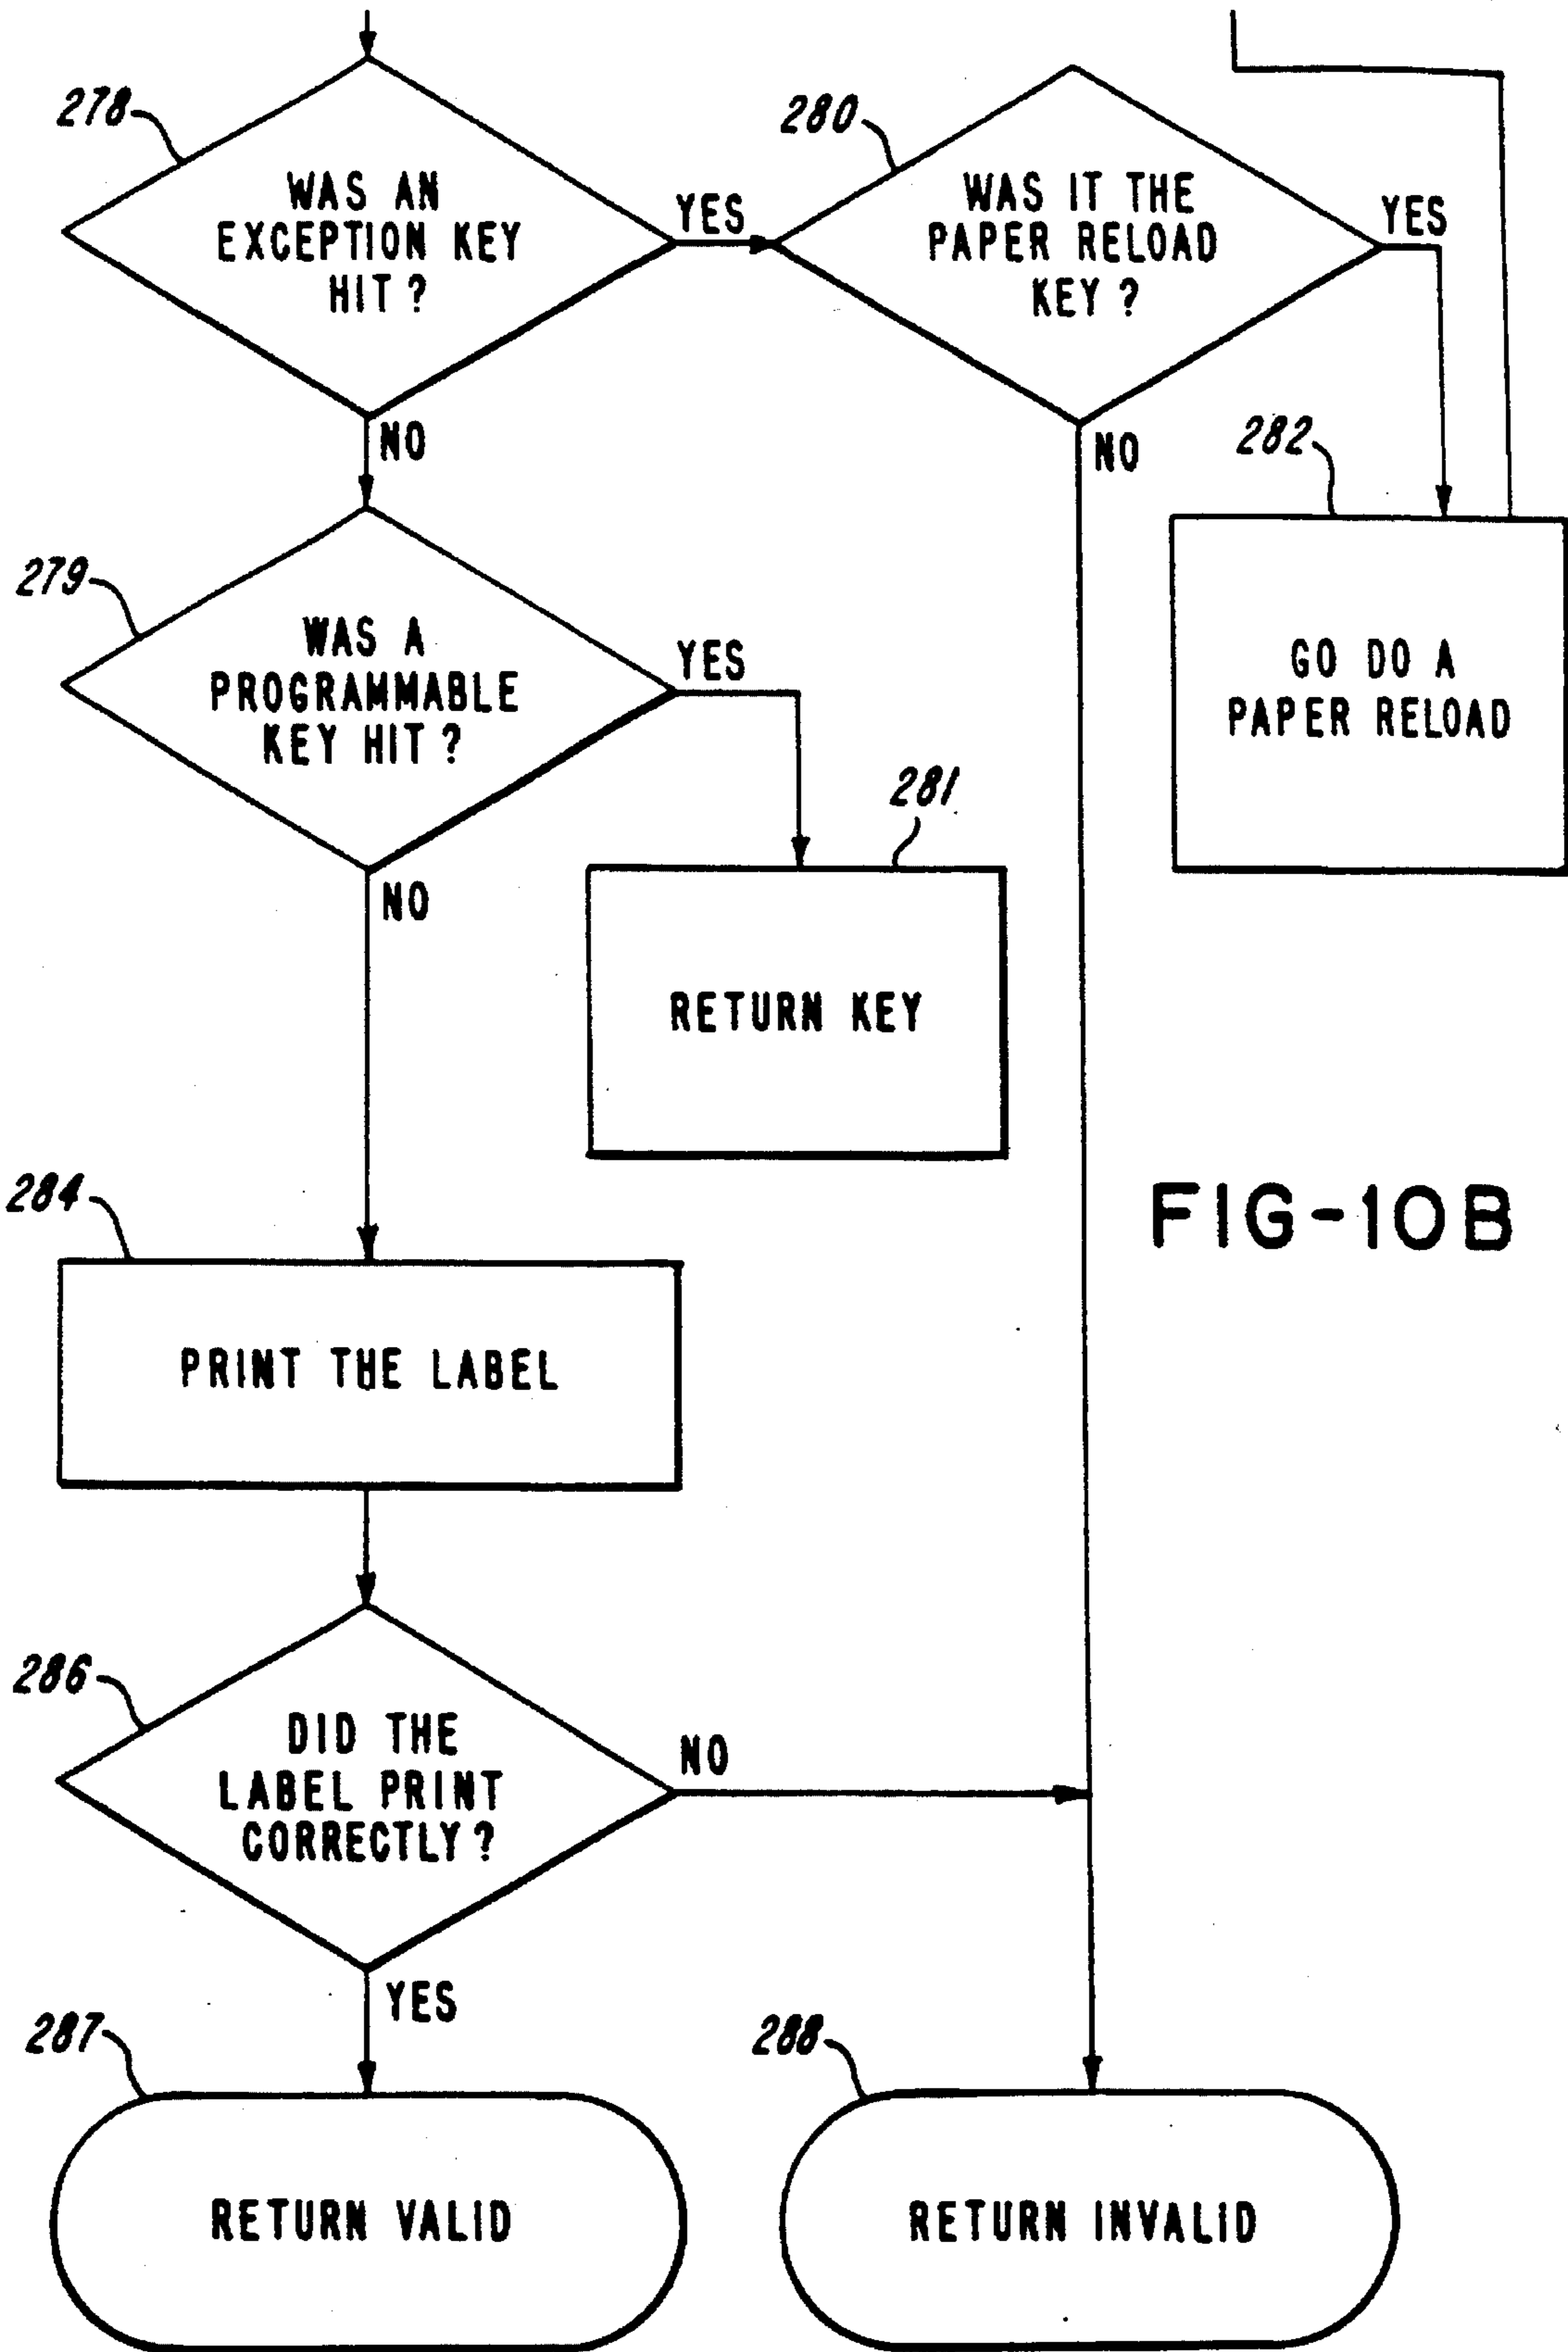 278
WAS AN
EXCEPTION KEY
HIT?
YES
NO
280
WAS IT THE
PAPER RELOAD
KEY?
YES
NO
282
GO DO A
PAPER RELOAD
279
WAS A
PROGRAMMABLE
KEY HIT?
YES
NO
281
RETURN KEY
FIG-10B
284
PRINT THE LABEL
286
DID THE
LABEL PRINT
CORRECTLY?
NO
YES
287
RETURN VALID
288
RETURN INVALID